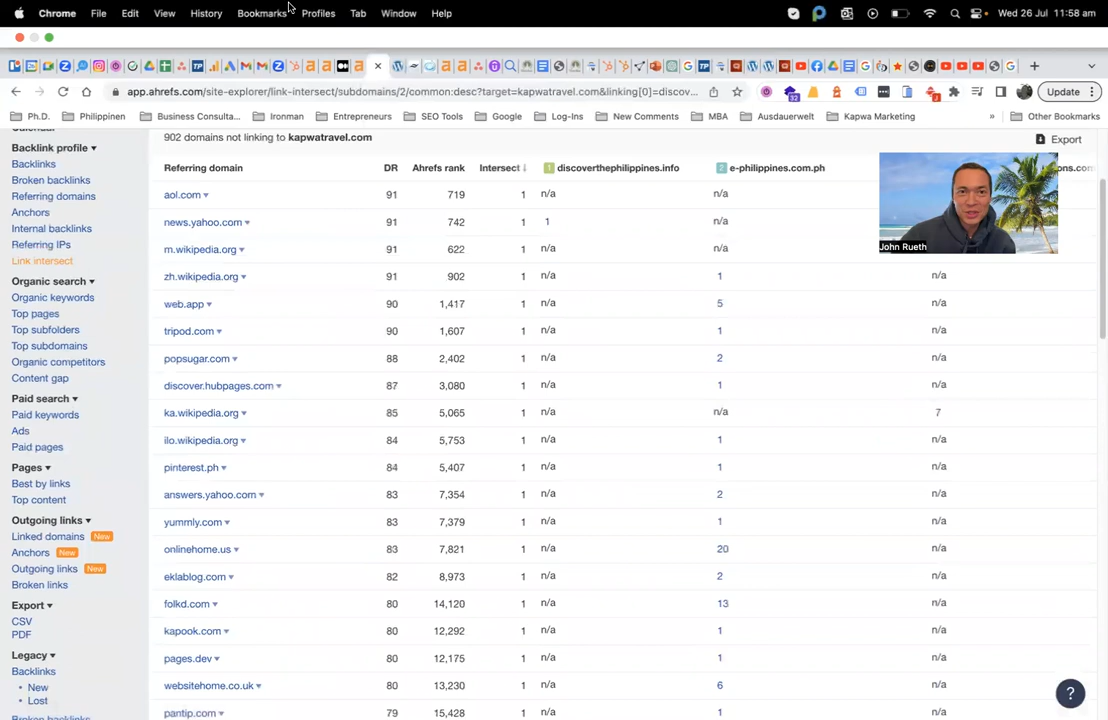 Chrome File Edit View History Bookmarks Profiles Tab Window Help Wed 26 Jul 11:58 am
app.ahrefs.com/site-explorer/link-intersect/subdomains/2/common:desc?target=kapwatravel.com&linking[0]=discov... Update
Ph.D. Philippinen Business Consulta... Ironman Entrepreneurs SEO Tools Google Log-Ins New Comments MBA Ausdauerwelt Kapwa Marketing » Other Bookmarks
902 domains not linking to kapwatravel.com Export
Backlink profile
Backlinks
Broken backlinks
Referring domains
Anchors
Internal backlinks
Referring IPs
Link intersect
Organic search
Organic keywords
Top pages
Top subfolders
Top subdomains
Organic competitors
Content gap
Paid search
Paid keywords
Ads
Paid pages
Pages
Best by links
Top content
Outgoing links
Linked domains New
Anchors New
Outgoing links New
Broken links
Export
CSV
PDF
Legacy
Backlinks
• New
• Lost
Broken backlinks
Referring domain DR Ahrefs rank Intersect 1 discoverthephilippines.info 2 e-philippines.com.ph
aol.com 91 719 1 n/a n/a
news.yahoo.com 91 742 1 1 n/a
m.wikipedia.org 91 622 1 n/a n/a
zh.wikipedia.org 91 902 1 n/a 1 n/a
web.app 90 1,417 1 n/a 5 n/a
tripod.com 90 1,607 1 n/a 1 n/a
popsugar.com 88 2,402 1 n/a 2 n/a
discover.hubpages.com 87 3,080 1 n/a 1 n/a
ka.wikipedia.org 85 5,065 1 n/a n/a 7
ilo.wikipedia.org 84 5,753 1 n/a 1 n/a
pinterest.ph 84 5,407 1 n/a 1 n/a
answers.yahoo.com 83 7,354 1 n/a 2 n/a
yummly.com 83 7,379 1 n/a 1 n/a
onlinehome.us 83 7,821 1 n/a 20 n/a
eklablog.com 82 8,973 1 n/a 2 n/a
folkd.com 80 14,120 1 n/a 13 n/a
kapook.com 80 12,292 1 n/a 1 n/a
pages.dev 80 12,175 1 n/a 1 n/a
websitehome.co.uk 80 13,230 1 n/a 6 n/a
pantip.com 79 15,428 1 n/a 1 n/a
John Rueth
?